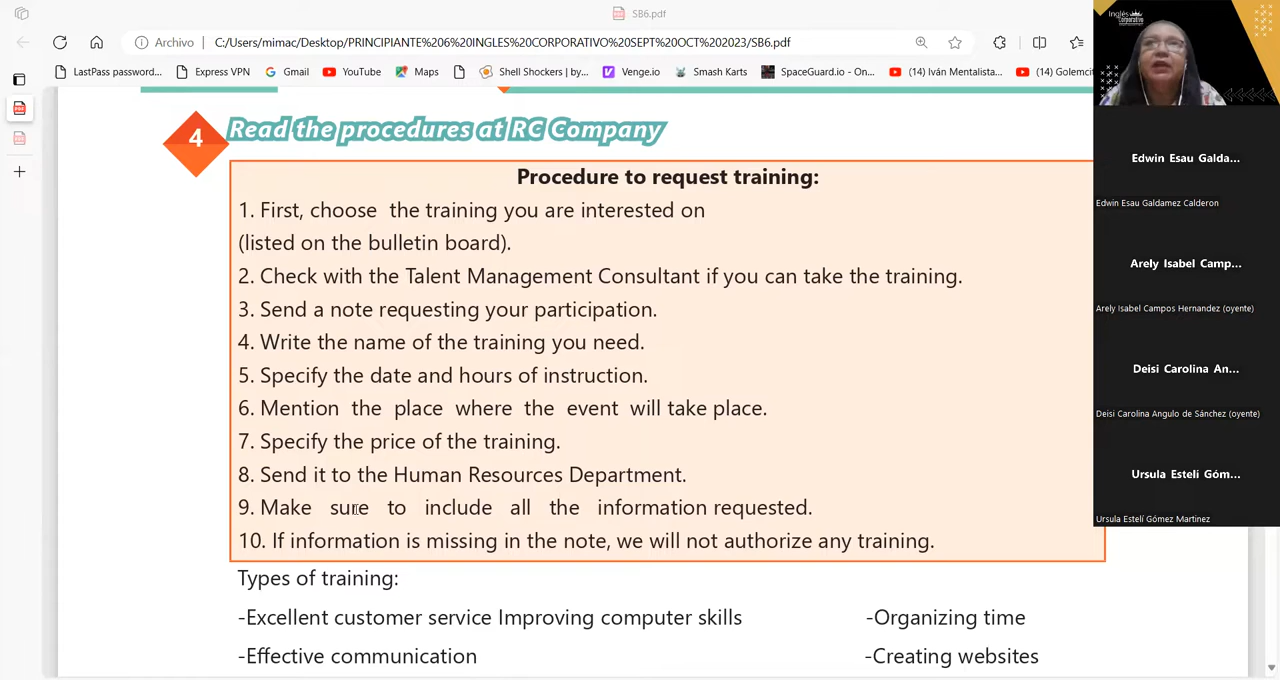 SB6.pdf
Archivo
C:/Users/mimac/Desktop/PRINCIPIANTE%206%20INGLES%20CORPORATIVO%20SEPT%20OCT%202023/SB6.pdf
LastPass password...
Express VPN
Gmail
YouTube
Maps
Shell Shockers | by...
Venge.io
Smash Karts
SpaceGuard.io - On...
(14) Iván Mentalista...
(14) Golemcit
4
Read the procedures at RC Company
Procedure to request training:
1. First, choose the training you are interested on
(listed on the bulletin board).
2. Check with the Talent Management Consultant if you can take the training.
3. Send a note requesting your participation.
4. Write the name of the training you need.
5. Specify the date and hours of instruction.
6. Mention the place where the event will take place.
7. Specify the price of the training.
8. Send it to the Human Resources Department.
9. Make sure to include all the information requested.
10. If information is missing in the note, we will not authorize any training.
Types of training:
-Excellent customer service Improving computer skills
-Organizing time
-Effective communication
-Creating websites
Inglés
Corporativo
Edwin Esau Galda...
Edwin Esau Galdamez Calderon
Arely Isabel Camp...
Arely Isabel Campos Hernandez (oyente)
Deisi Carolina An...
Deisi Carolina Angulo de Sánchez (oyente)
Ursula Esteli Góm...
Ursula Estelí Gómez Martinez